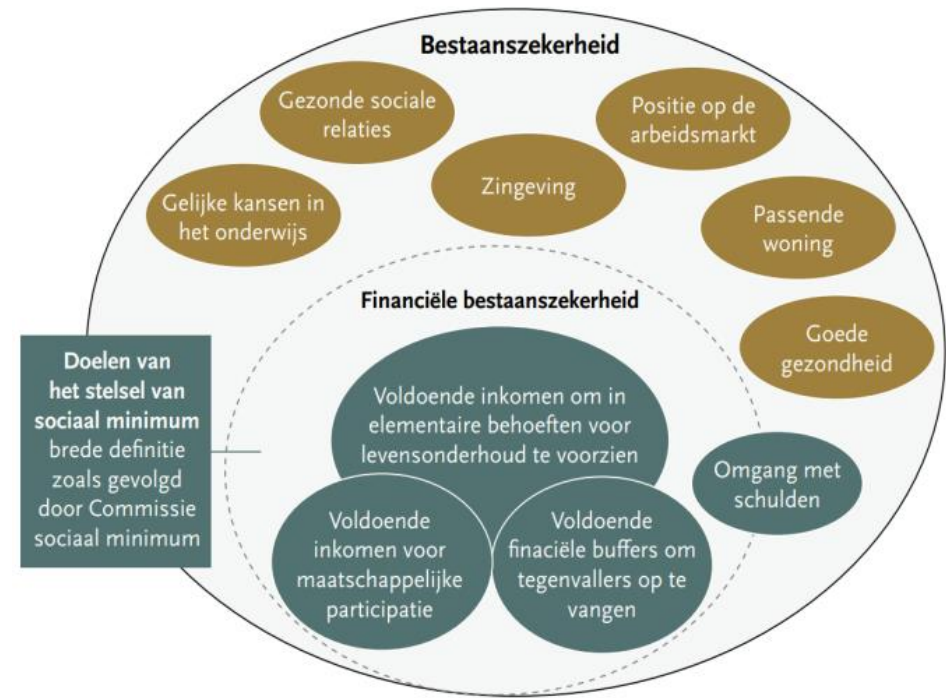 Bestaanszekerheid
Gezonde sociale
relaties
Positie op de
arbeidsmarkt
Zingeving
Gelijke kansen in
het onderwijs
Passende
woning
Financiële bestaanszekerheid
Goede
gezondheid
Doelen van
het stelsel van
sociaal minimum
brede definitie
zoals gevolgd
door Commissie
sociaal minimum
Voldoende inkomen om in
elementaire behoeften voor
levensonderhoud te voorzien
Omgang met
schulden
Voldoende
inkomen voor
maatschappelijke
participatie
Voldoende
finaciële buffers om
tegenvallers op te
vangen